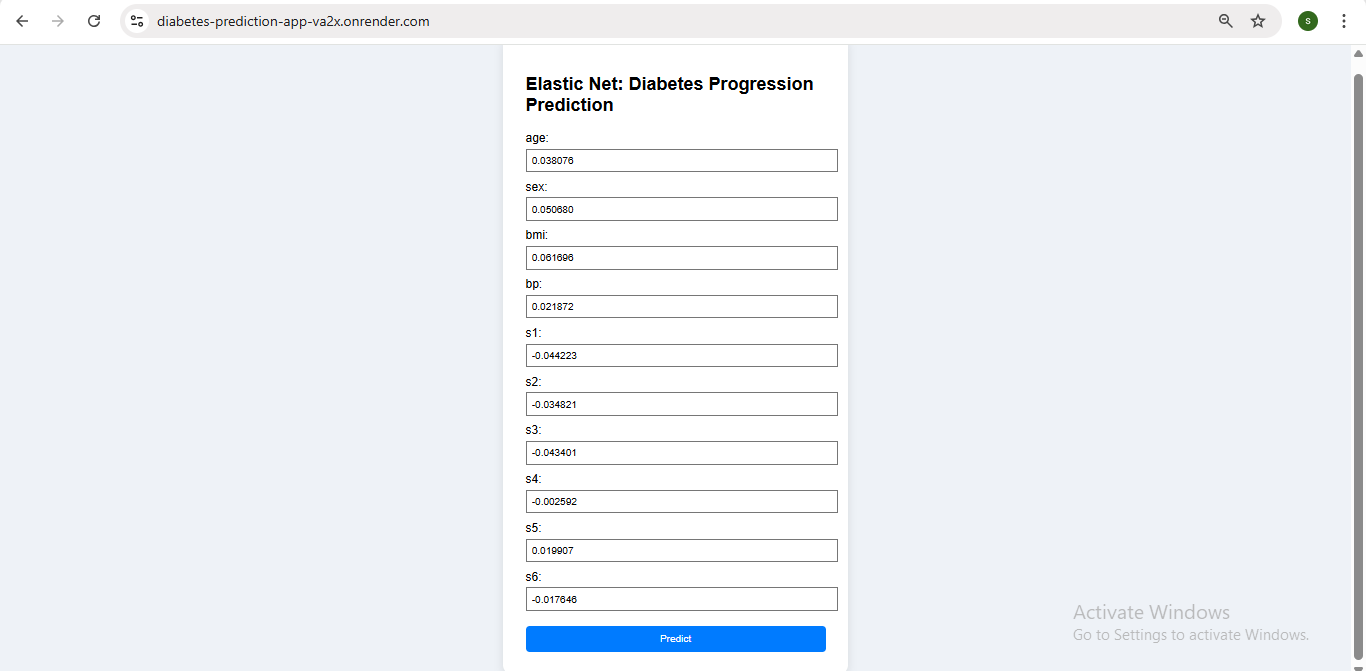 diabetes-prediction-app-va2x.onrender.com
S
Elastic Net: Diabetes Progression
Prediction
age:
0.038076
sex:
0.050680
bmi:
0.061696
bp:
0.021872
s1:
-0.044223
s2:
-0.034821
s3:
-0.043401
s4:
-0.002592
s5:
0.019907
s6:
-0.017646
Predict
Activate Windows
Go to Settings to activate Windows.